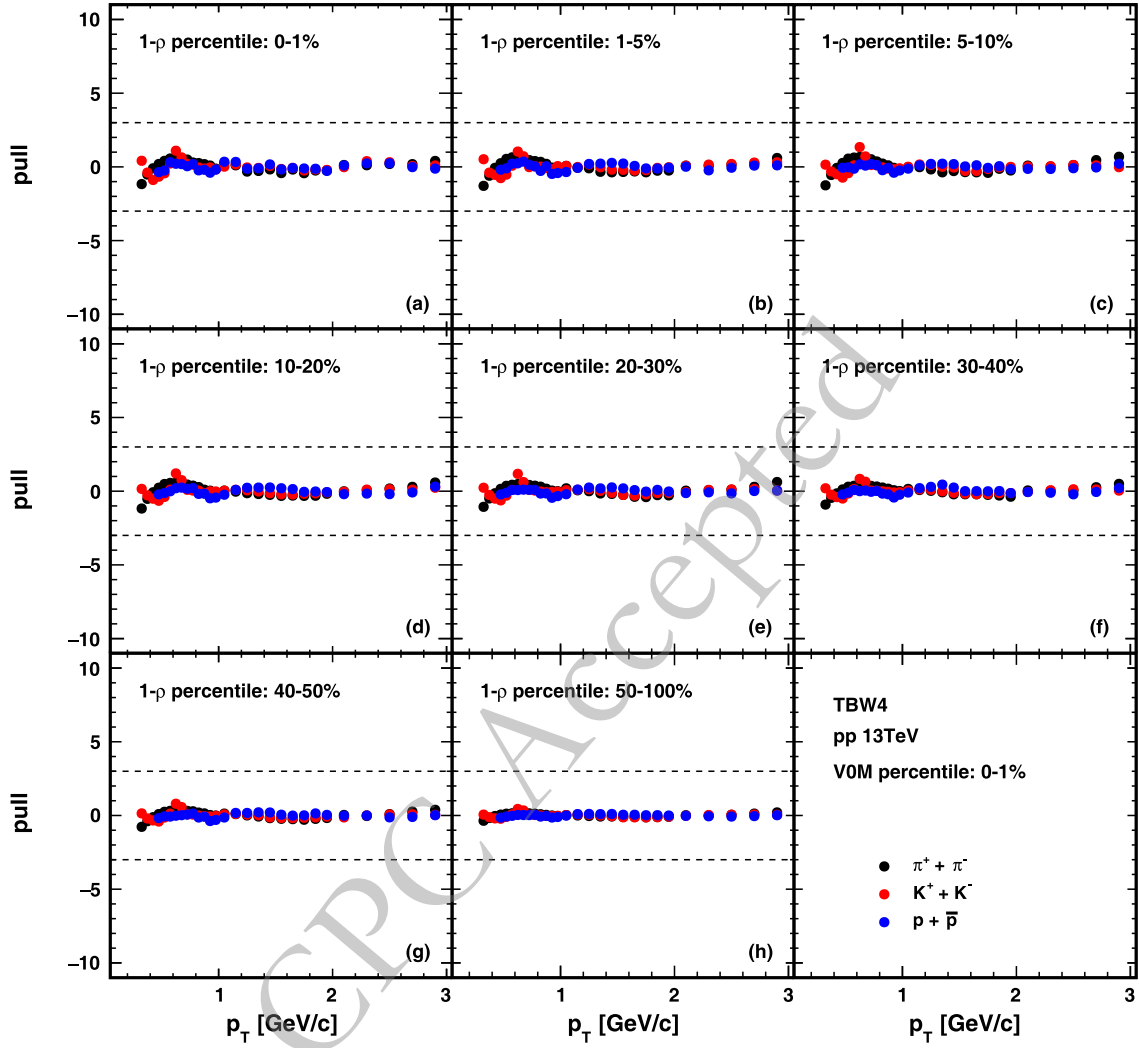 10
5
0
−5
−10
pull
1-ρ percentile: 0-1%
(a)
1-ρ percentile: 1-5%
(b)
1-ρ percentile: 5-10%
(c)
10
5
0
−5
−10
pull
1-ρ percentile: 10-20%
(d)
1-ρ percentile: 20-30%
(e)
1-ρ percentile: 30-40%
(f)
10
5
0
−5
−10
pull
1-ρ percentile: 40-50%
(g)
1-ρ percentile: 50-100%
(h)
TBW4
pp 13TeV
V0M percentile: 0-1%
π⁺ + π⁻
K⁺ + K⁻
p + p̅
1 2 3
1 2 3
1 2 3
p_T [GeV/c]
p_T [GeV/c]
p_T [GeV/c]
CPC Accepted